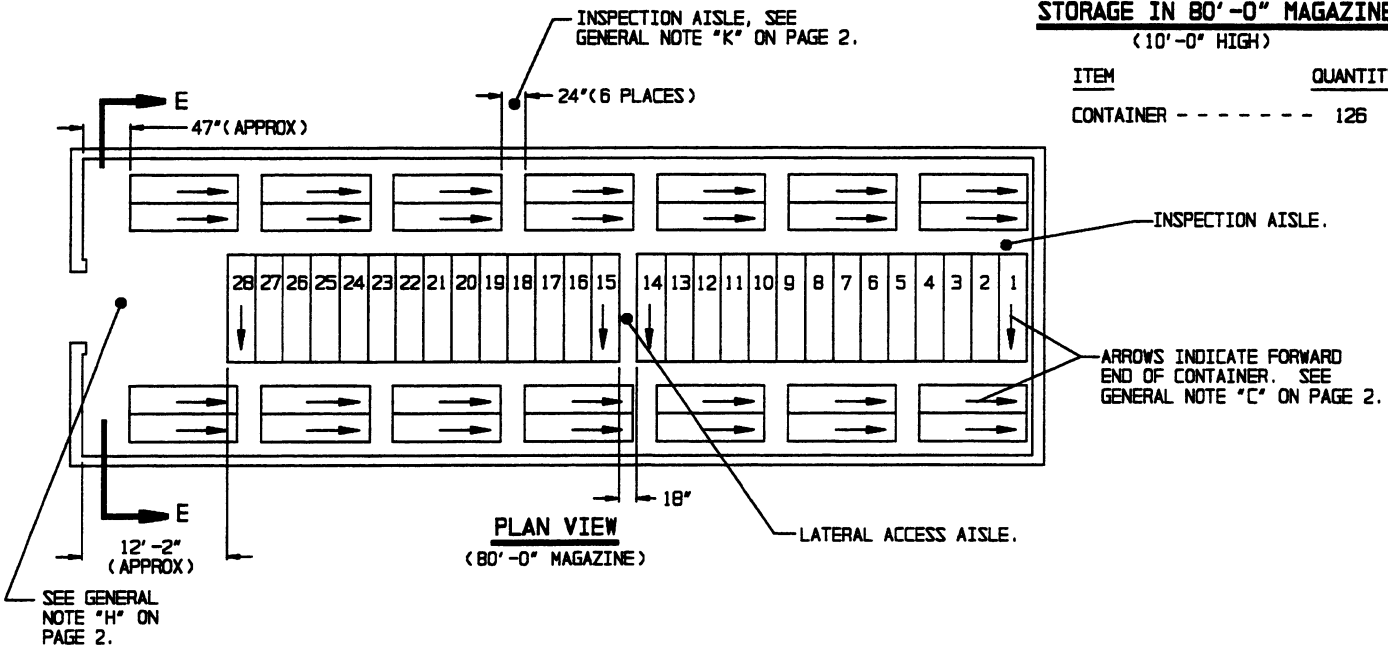 STORAGE IN 80'-0" MAGAZINE
(10'-0" HIGH)
ITEM QUANTIT
CONTAINER - - - - - - - 126
INSPECTION AISLE, SEE
GENERAL NOTE "K" ON PAGE 2.
24"(6 PLACES)
E
47"(APPROX)
INSPECTION AISLE.
28 27 26 25 24 23 22 21 20 19 18 17 16 15 14 13 12 11 10 9 8 7 6 5 4 3 2 1
ARROWS INDICATE FORWARD
END OF CONTAINER. SEE
GENERAL NOTE "C" ON PAGE 2.
18"
E
PLAN VIEW
(80'-0" MAGAZINE)
LATERAL ACCESS AISLE.
12'-2"
(APPROX)
SEE GENERAL
NOTE "H" ON
PAGE 2.